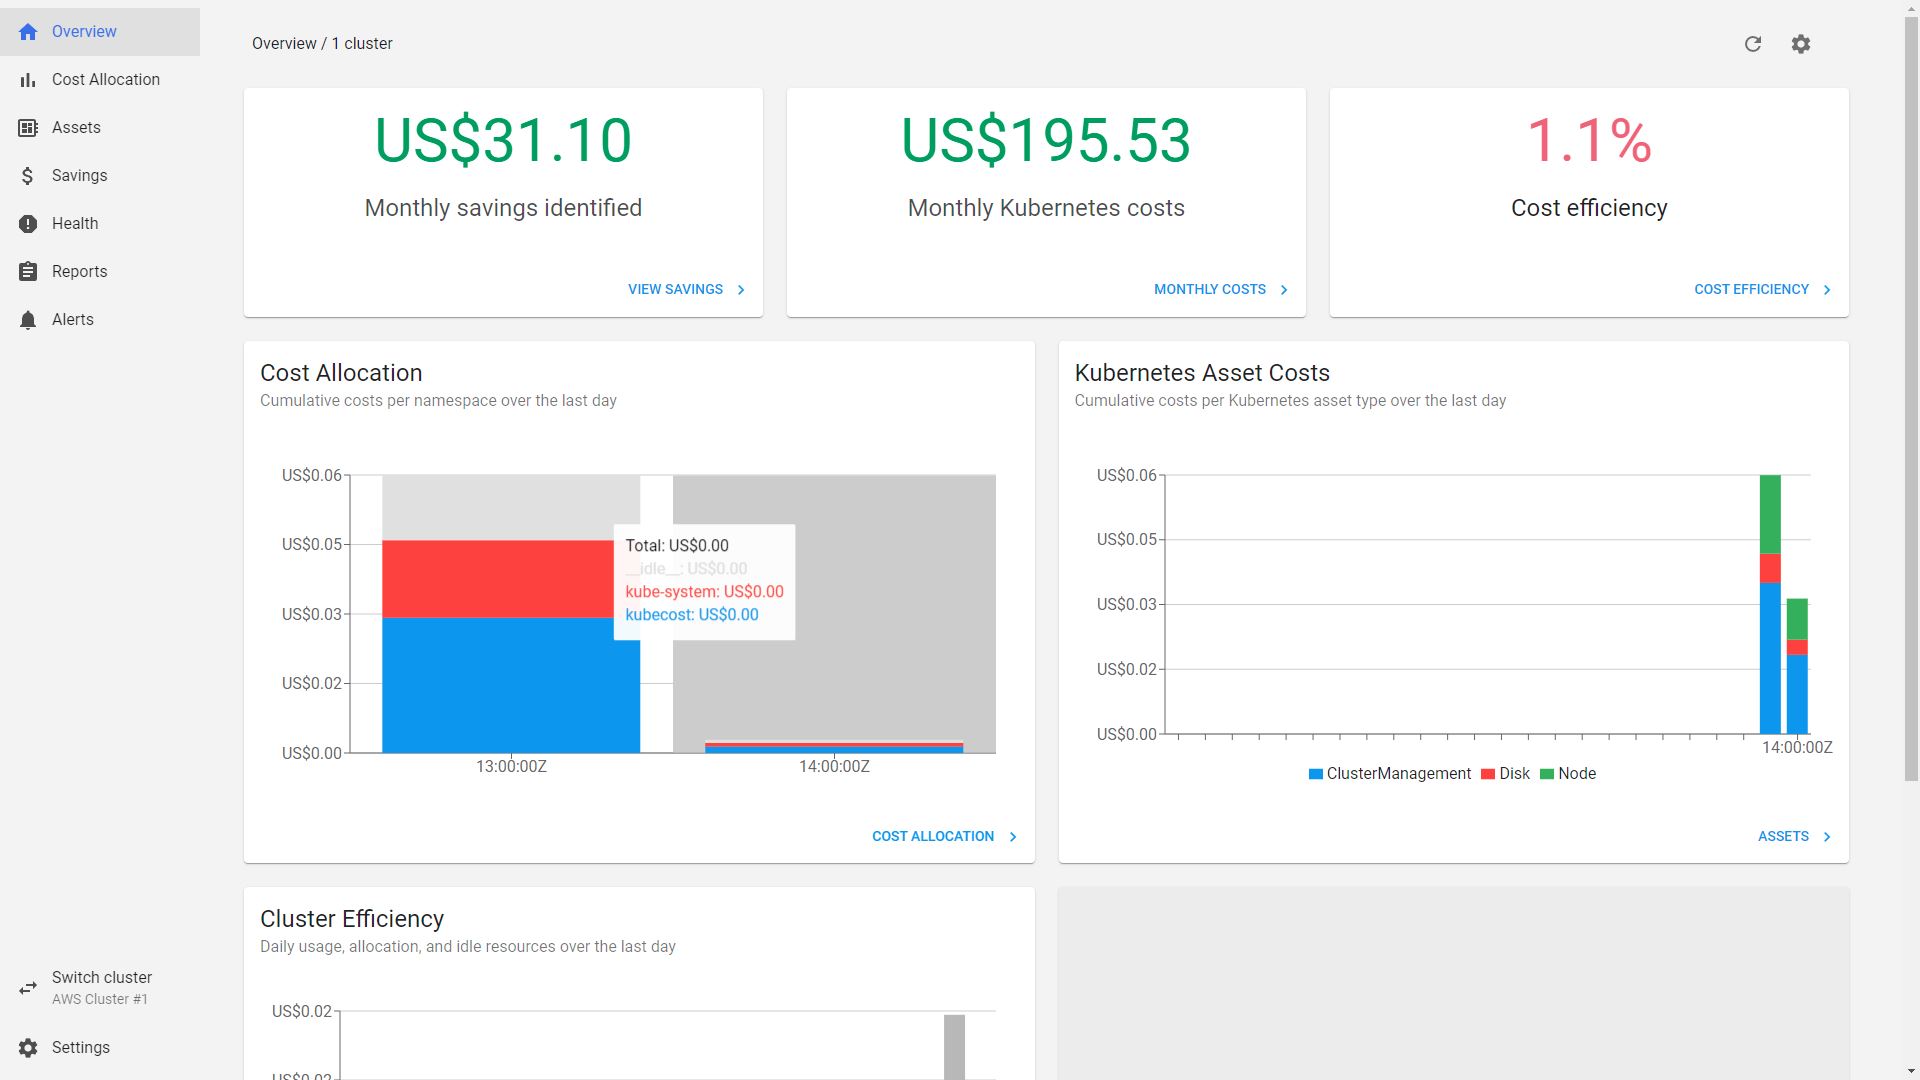 Overview
Cost Allocation
Assets
Savings
Health
Reports
Alerts
Switch cluster
AWS Cluster #1
Settings
Overview / 1 cluster
US$31.10
Monthly savings identified
VIEW SAVINGS
US$195.53
Monthly Kubernetes costs
MONTHLY COSTS
1.1%
Cost efficiency
COST EFFICIENCY
Cost Allocation
Cumulative costs per namespace over the last day
US$0.06
US$0.05
US$0.03
US$0.02
US$0.00
13:00:00Z
14:00:00Z
Total: US$0.00
__idle__: US$0.00
kube-system: US$0.00
kubecost: US$0.00
COST ALLOCATION
Kubernetes Asset Costs
Cumulative costs per Kubernetes asset type over the last day
US$0.06
US$0.05
US$0.03
US$0.02
US$0.00
14:00:00Z
ClusterManagement Disk Node
ASSETS
Cluster Efficiency
Daily usage, allocation, and idle resources over the last day
US$0.02